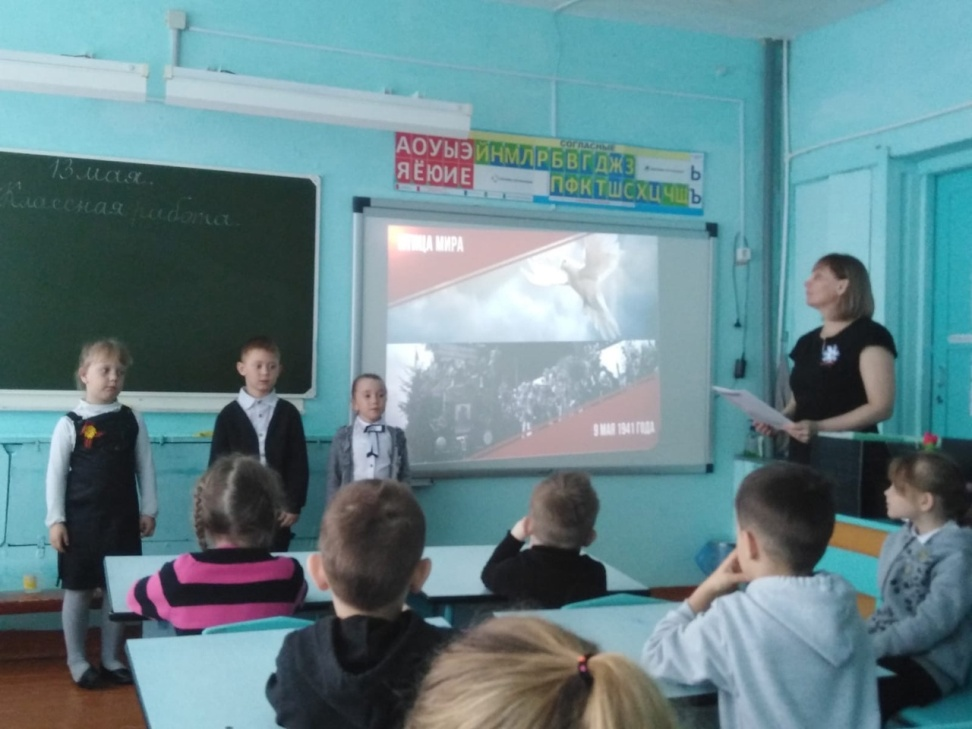 13 мая.
Классная работа
СОГЛАСНЫЕ
АОУЫЭ ЙНМЛРБВГДЖЗ Ь
ЯЁЮИЕ ПФКТШСХЦЧЩ Ъ
ПТИЦА МИРА
9 МАЯ 1941 ГОДА